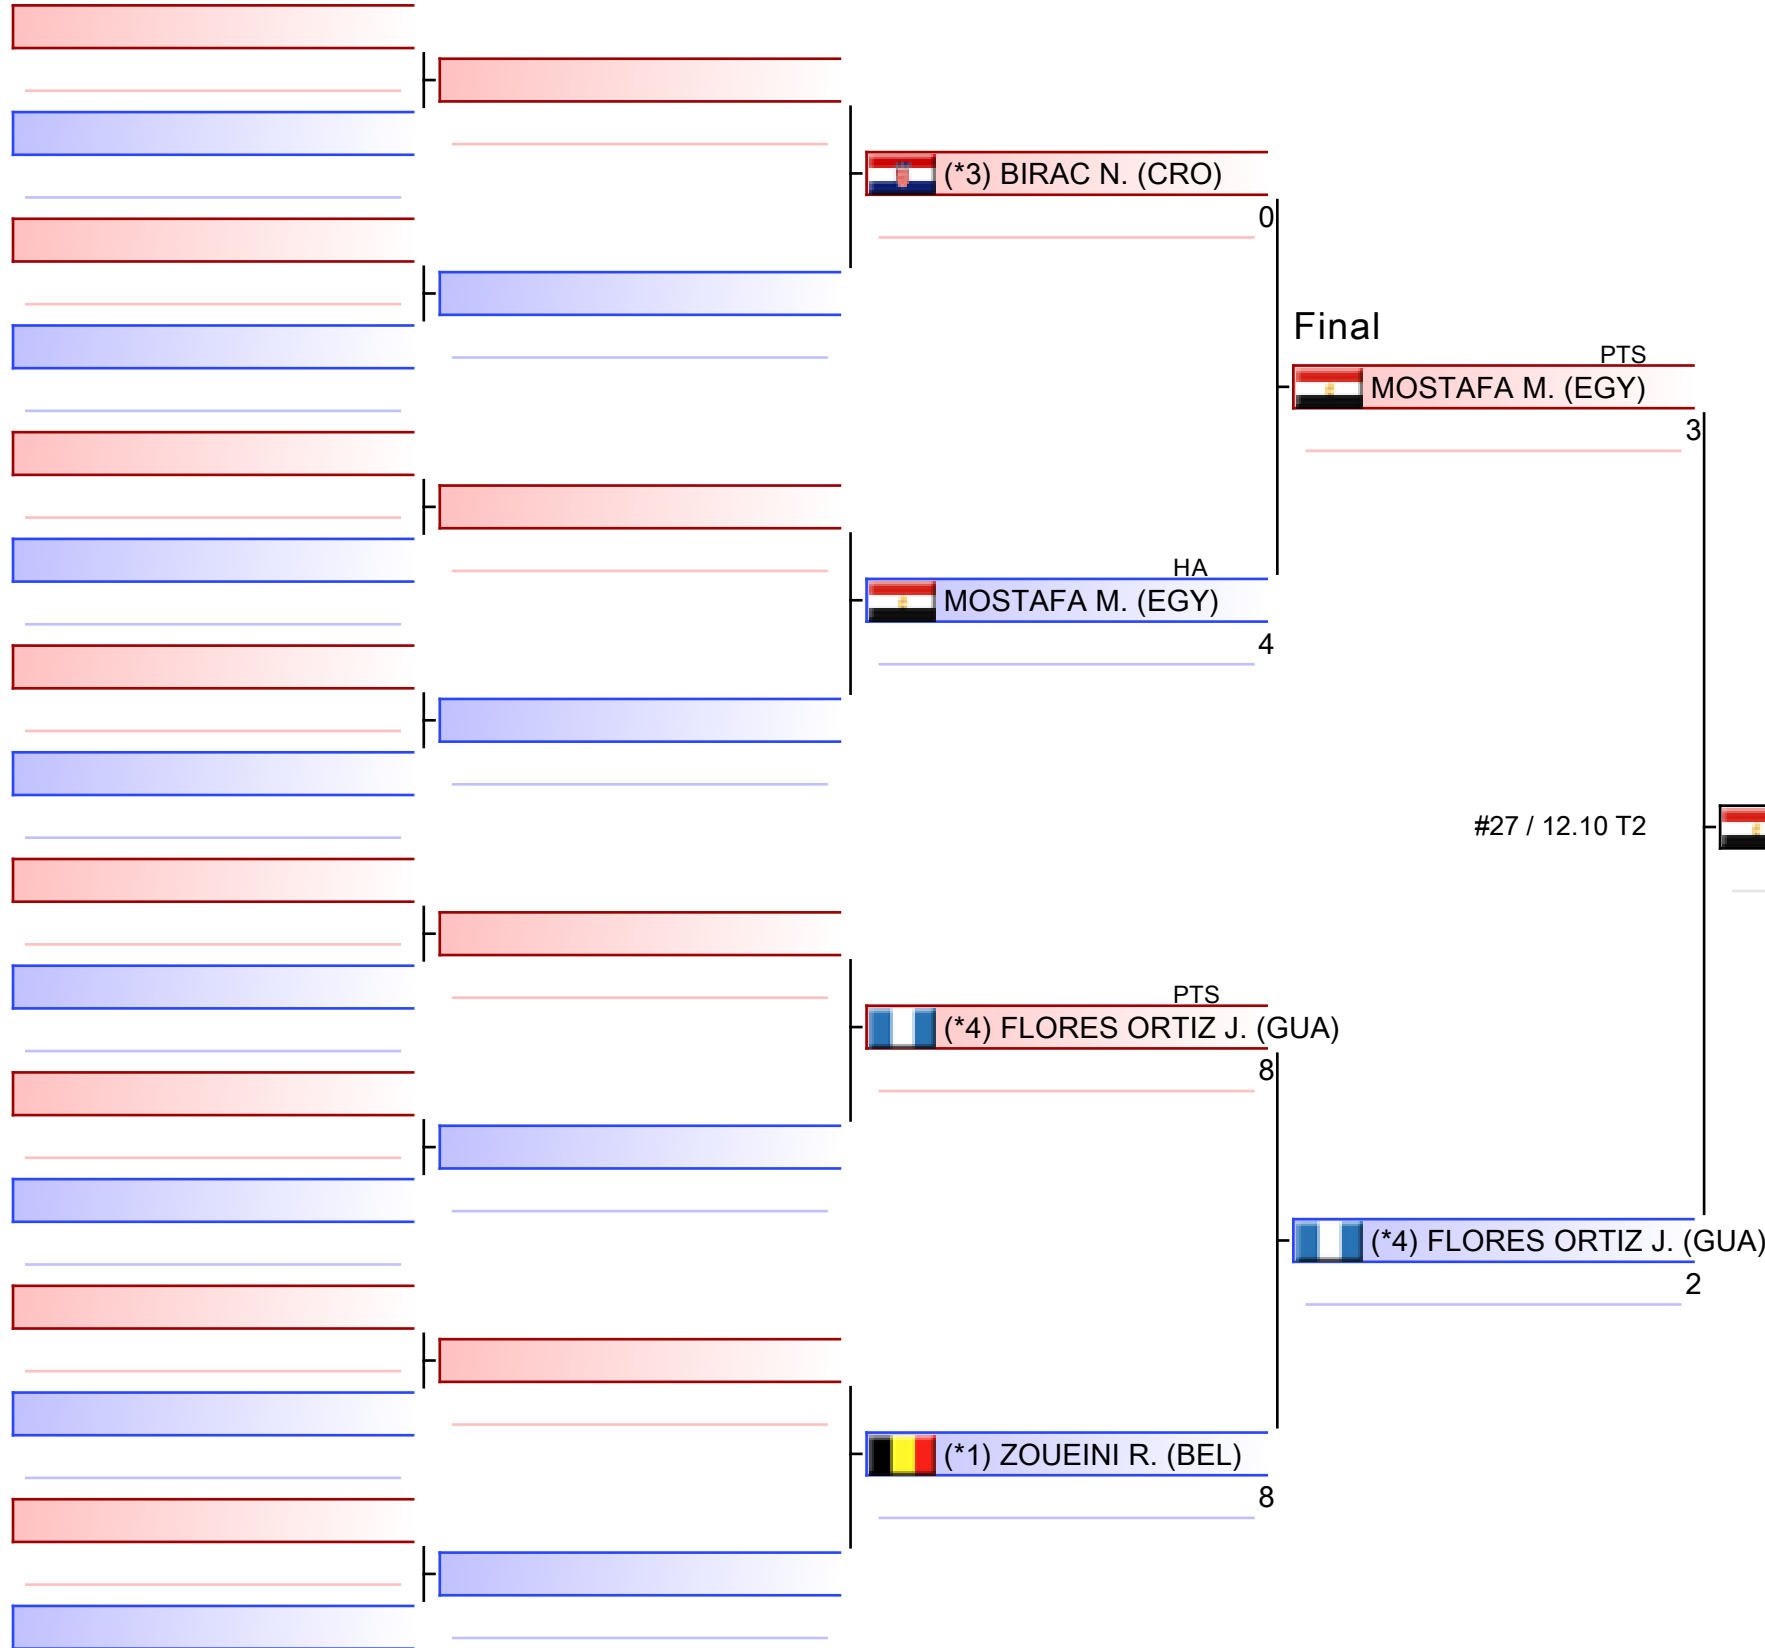 (*3) BIRAC N. (CRO)
0
Final
PTS
MOSTAFA M. (EGY)
3
HA
MOSTAFA M. (EGY)
4
#27 / 12.10 T2
PTS
(*4) FLORES ORTIZ J. (GUA)
8
(*4) FLORES ORTIZ J. (GUA)
2
(*1) ZOUEINI R. (BEL)
8